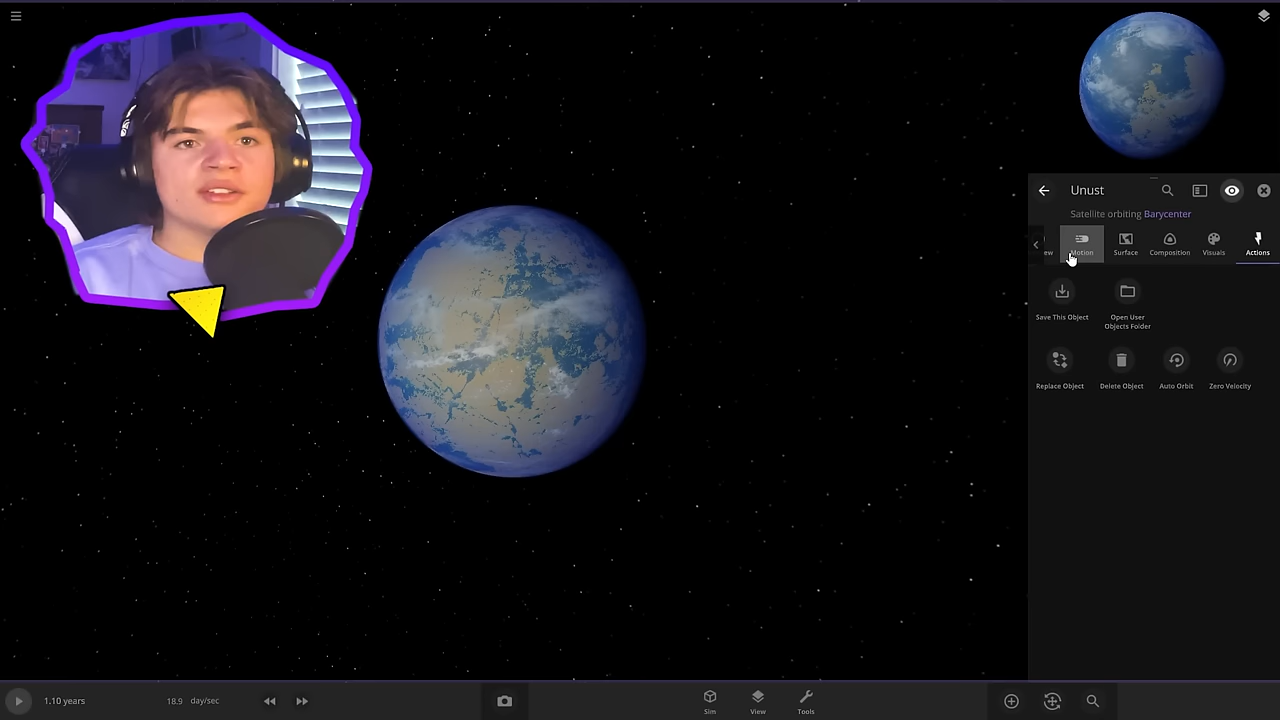 Unust
Satellite orbiting Barycenter
ew Motion Surface Composition Visuals Actions
Save This Object
Open User
Objects Folder
Replace Object Delete Object Auto Orbit Zero Velocity
1.10 years 18.9 day/sec
Sim View Tools